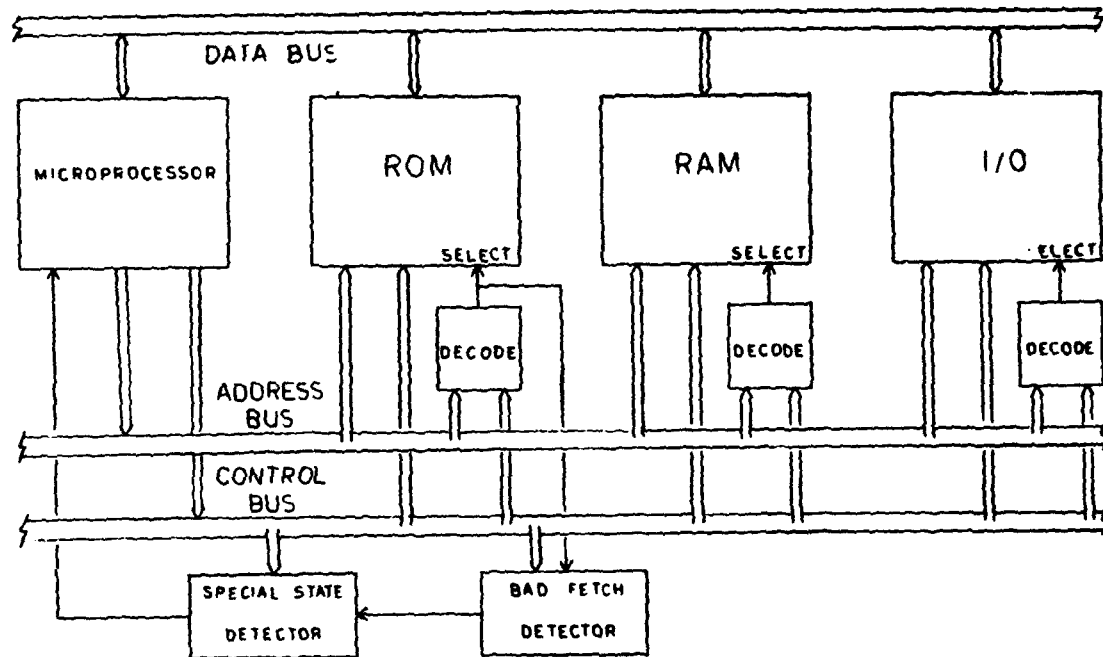 DATA BUS
MICROPROCESSOR
ROM
RAM
I/O
SELECT
SELECT
ELECT
DECODE
DECODE
DECODE
ADDRESS
BUS
CONTROL
BUS
SPECIAL STATE
DETECTOR
BAD FETCH
DETECTOR